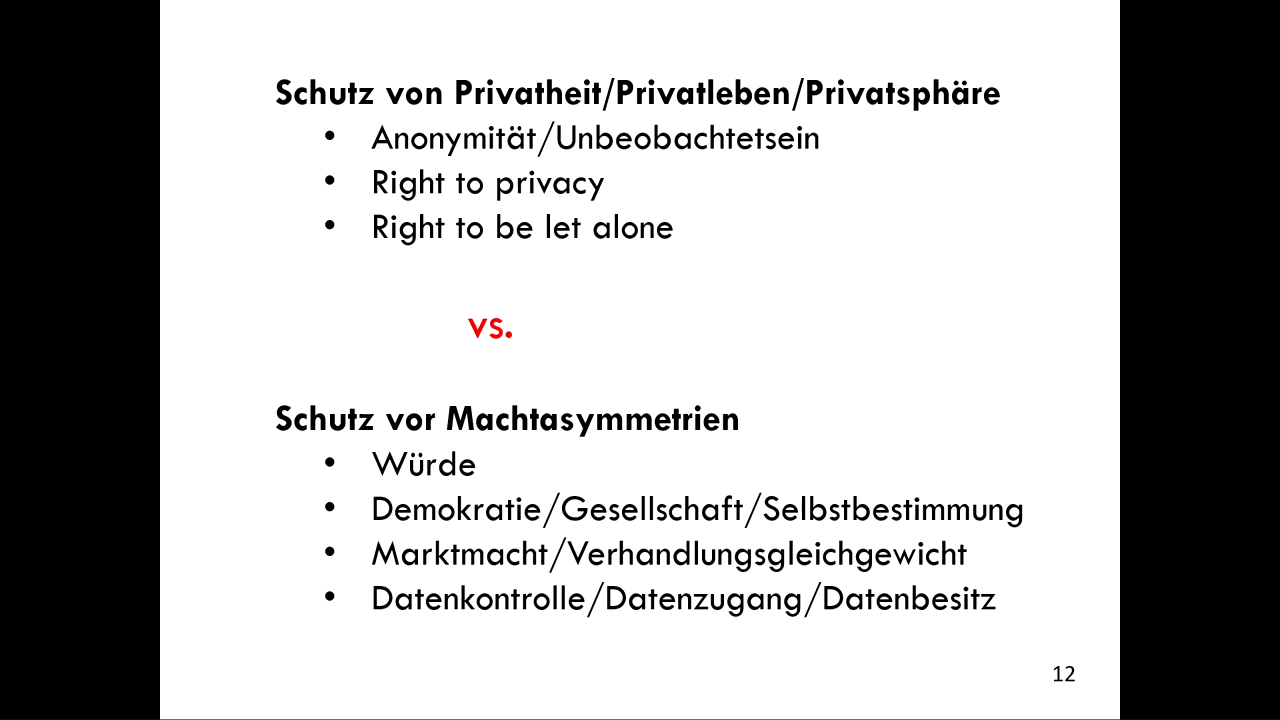 Schutz von Privatheit/Privatleben/Privatsphäre
• Anonymität/Unbeobachtetsein
• Right to privacy
• Right to be let alone
vs.
Schutz vor Machtasymmetrien
• Würde
• Demokratie/Gesellschaft/Selbstbestimmung
• Marktmacht/Verhandlungsgleichgewicht
• Datenkontrolle/Datenzugang/Datenbesitz
12